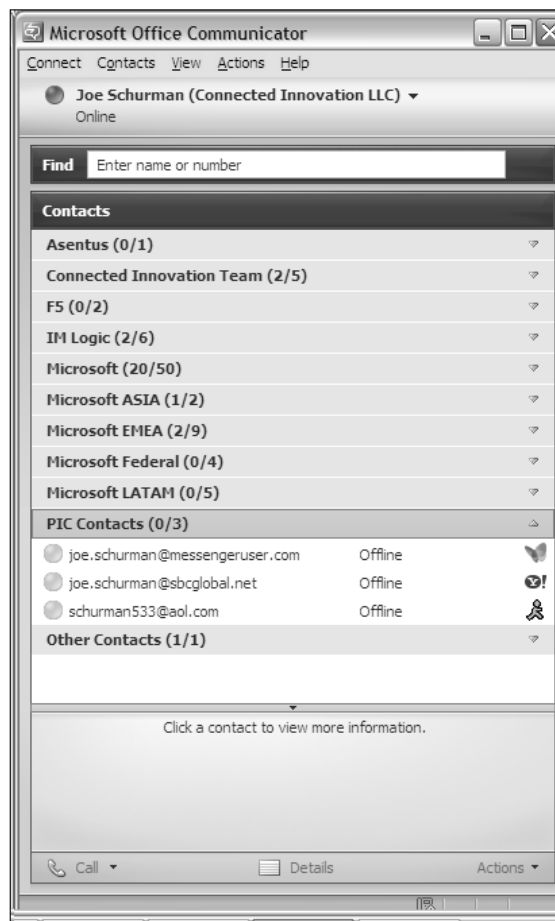 Microsoft Office Communicator
Connect Contacts View Actions Help
Joe Schurman (Connected Innovation LLC)
Online
Find Enter name or number
Contacts
Asentus (0/1)
Connected Innovation Team (2/5)
F5 (0/2)
IM Logic (2/6)
Microsoft (20/50)
Microsoft ASIA (1/2)
Microsoft EMEA (2/9)
Microsoft Federal (0/4)
Microsoft LATAM (0/5)
PIC Contacts (0/3)
joe.schurman@messengeruser.com Offline
joe.schurman@sbcglobal.net Offline Y!
schurman533@aol.com Offline
Other Contacts (1/1)
Click a contact to view more information.
Call Details Actions